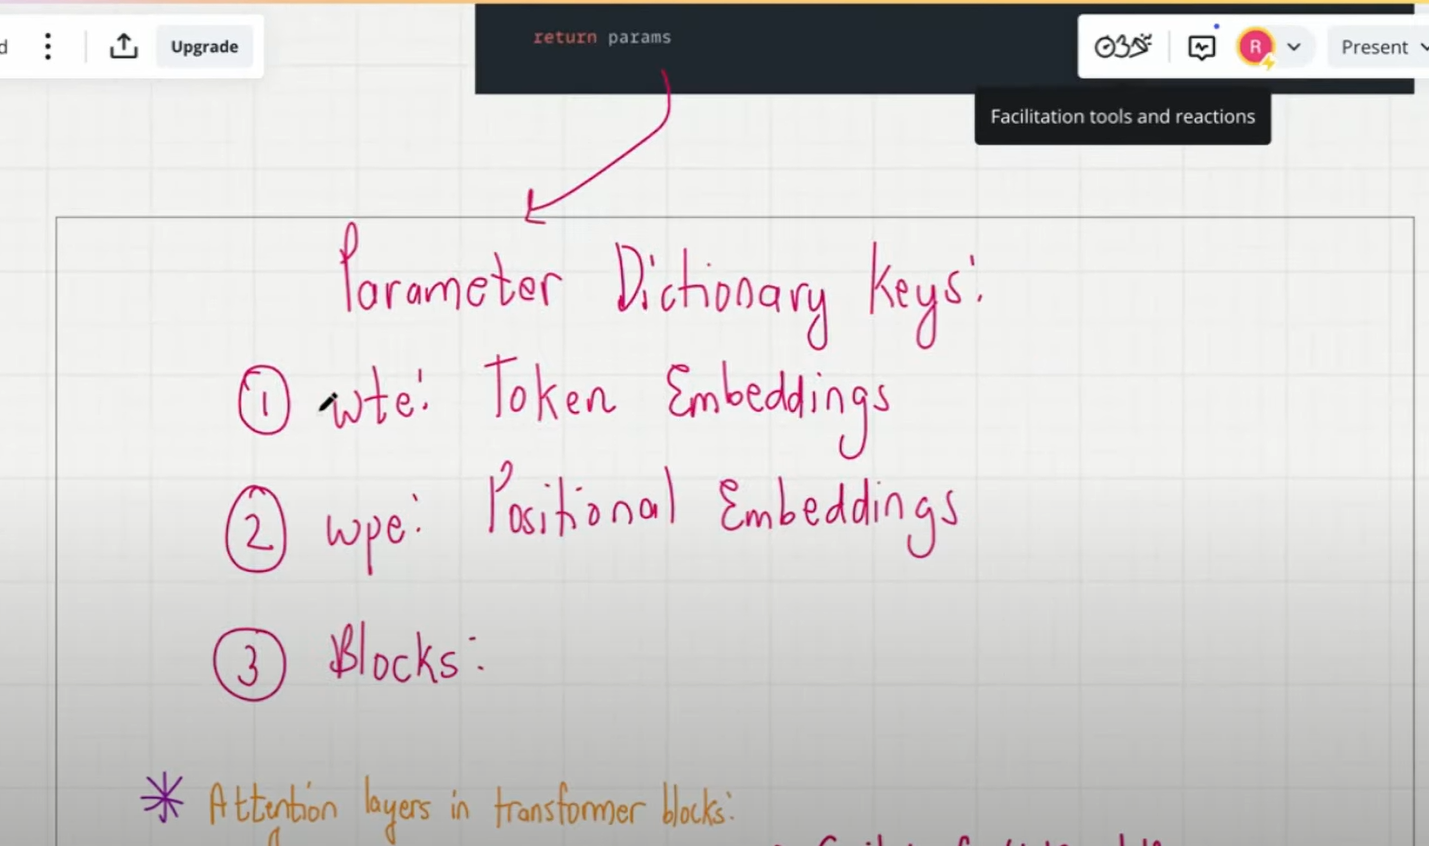 d
Upgrade
return params
R
Present
Facilitation tools and reactions
Parameter Dictionary Keys:
1 wte: Token Embeddings
2 wpe: Positional Embeddings
3 Blocks:
Attention layers in transformer blocks: